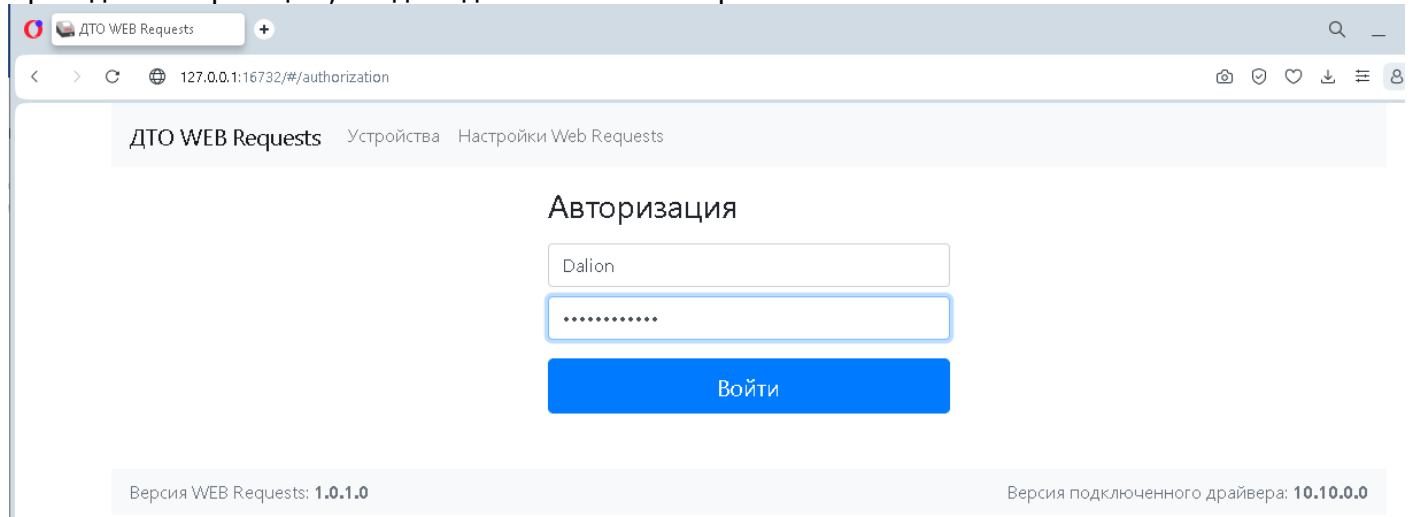 ДТО WEB Requests
127.0.0.1:16732/#/authorization
ДТО WEB Requests Устройства Настройки Web Requests
Авторизация
Dalion
••••••••••••
Войти
Версия WEB Requests: 1.0.1.0 Версия подключенного драйвера: 10.10.0.0